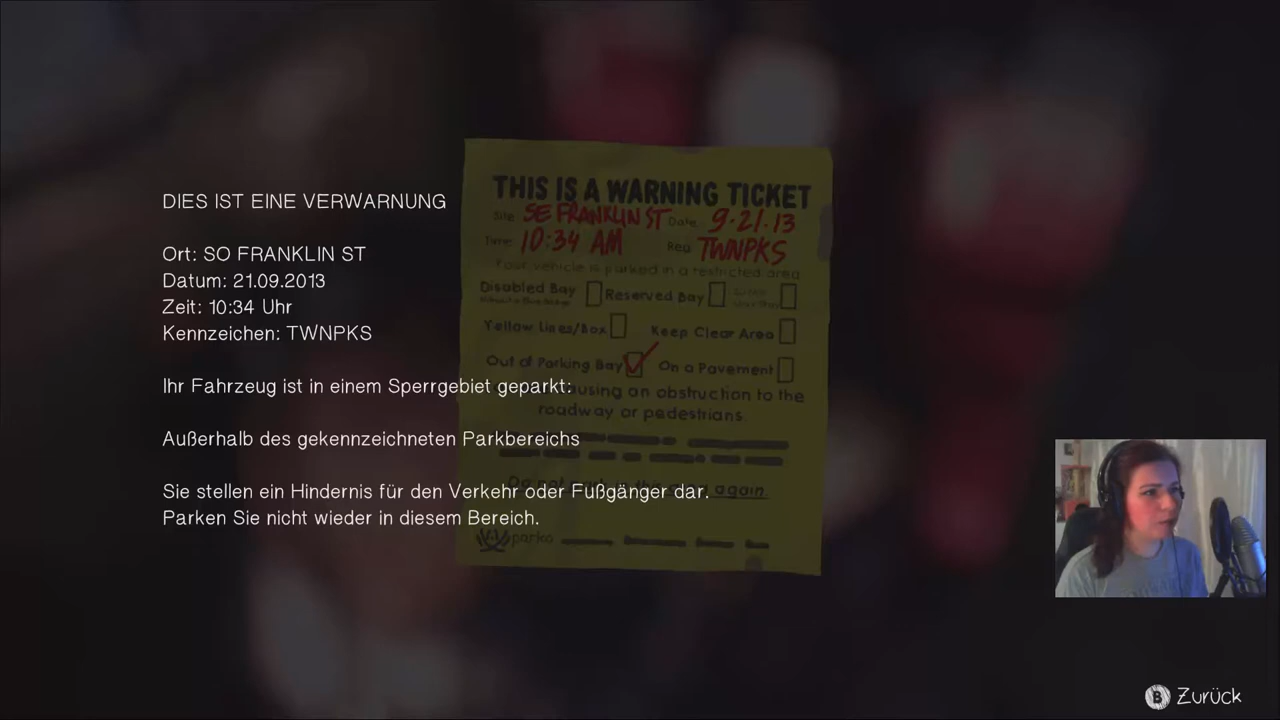 DIES IST EINE VERWARNUNG
Ort: SO FRANKLIN ST
Datum: 21.09.2013
Zeit: 10:34 Uhr
Kennzeichen: TWNPKS
Ihr Fahrzeug ist in einem Sperrgebiet geparkt:
Außerhalb des gekennzeichneten Parkbereichs
Sie stellen ein Hindernis für den Verkehr oder Fußgänger dar.
Parken Sie nicht wieder in diesem Bereich.
THIS IS A WARNING TICKET
Site: SE FRANKLIN ST Date: 9-21.13
Time: 10:34 AM Reg TWNPKS
Your vehicle is parked in a restricted area
Disabled Bay Reserved Bay
Yellow Lines/Box Keep Clear Area
Out of Parking Bay On a Pavement
an obstruction to the
roadway or pedestrians.
again.
parko
B Zurück